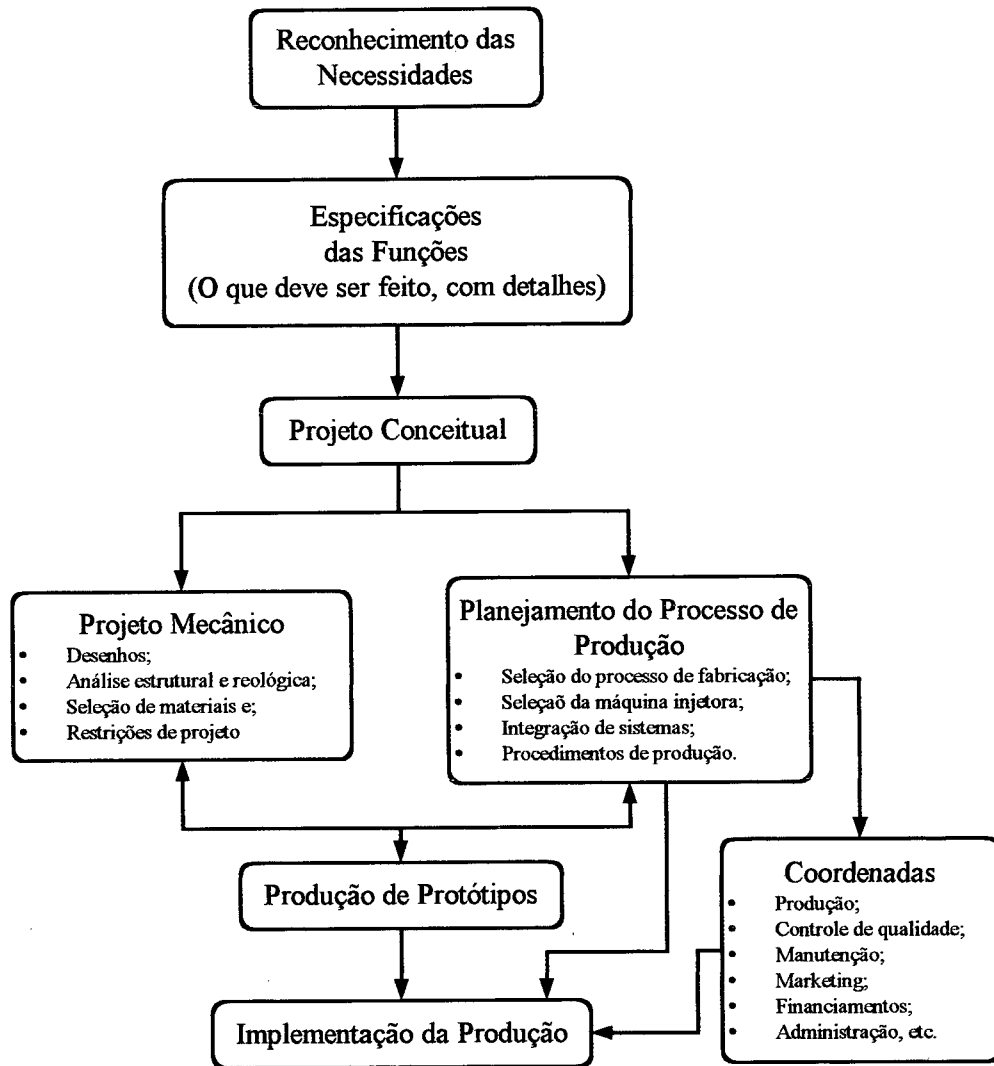 Reconhecimento das
Necessidades
Especificações
das Funções
(O que deve ser feito, com detalhes)
Projeto Conceitual
Projeto Mecânico
• Desenhos;
• Análise estrutural e reológica;
• Seleção de materiais e;
• Restrições de projeto
Planejamento do Processo de
Produção
• Seleção do processo de fabricação;
• Seleçaõ da máquina injetora;
• Integração de sistemas;
• Procedimentos de produção.
Produção de Protótipos
Coordenadas
• Produção;
• Controle de qualidade;
• Manutenção;
• Marketing;
• Financiamentos;
• Administração, etc.
Implementação da Produção